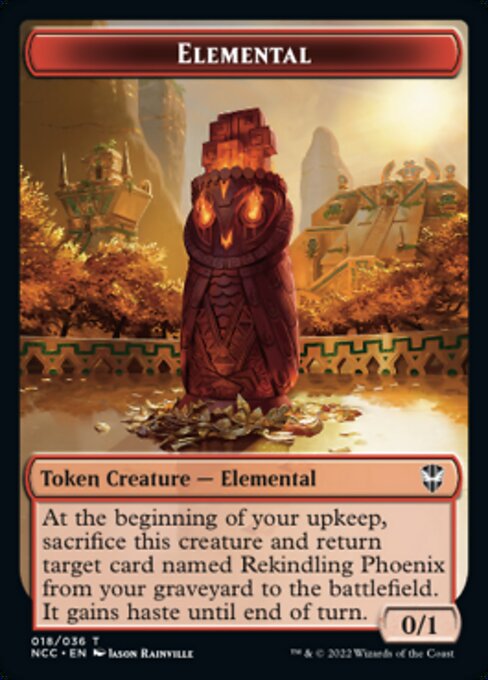 ELEMENTAL
Token Creature — Elemental
At the beginning of your upkeep,
sacrifice this creature and return
target card named Rekindling Phoenix
from your graveyard to the battlefield.
It gains haste until end of turn.
0/1
018/036 T
NCC • EN Jason Rainville
™ & © 2022 Wizards of the Coast